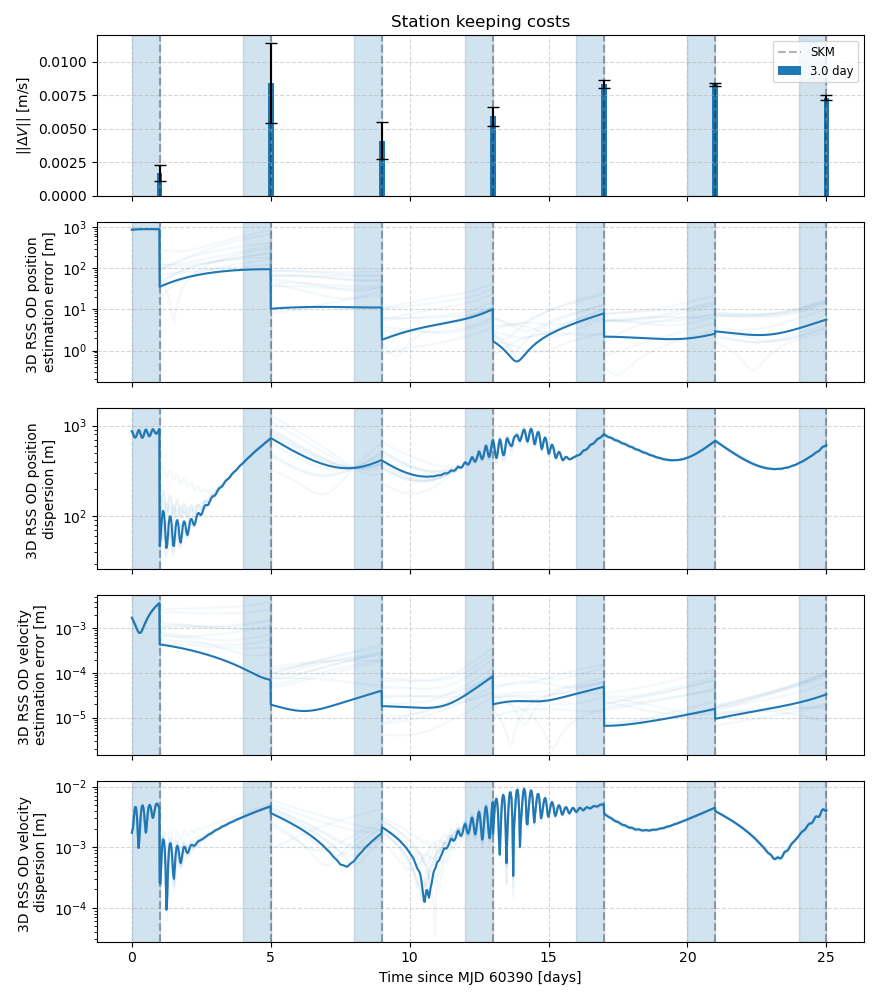 Station keeping costs
||ΔV|| [m/s]
0.0100
0.0075
0.0050
0.0025
0.0000
SKM
3.0 day
3D RSS OD position
estimation error [m]
10³
10²
10¹
10⁰
3D RSS OD position
dispersion [m]
10³
10²
3D RSS OD velocity
estimation error [m]
10⁻³
10⁻⁴
10⁻⁵
3D RSS OD velocity
dispersion [m]
10⁻²
10⁻³
10⁻⁴
0 5 10 15 20 25
Time since MJD 60390 [days]